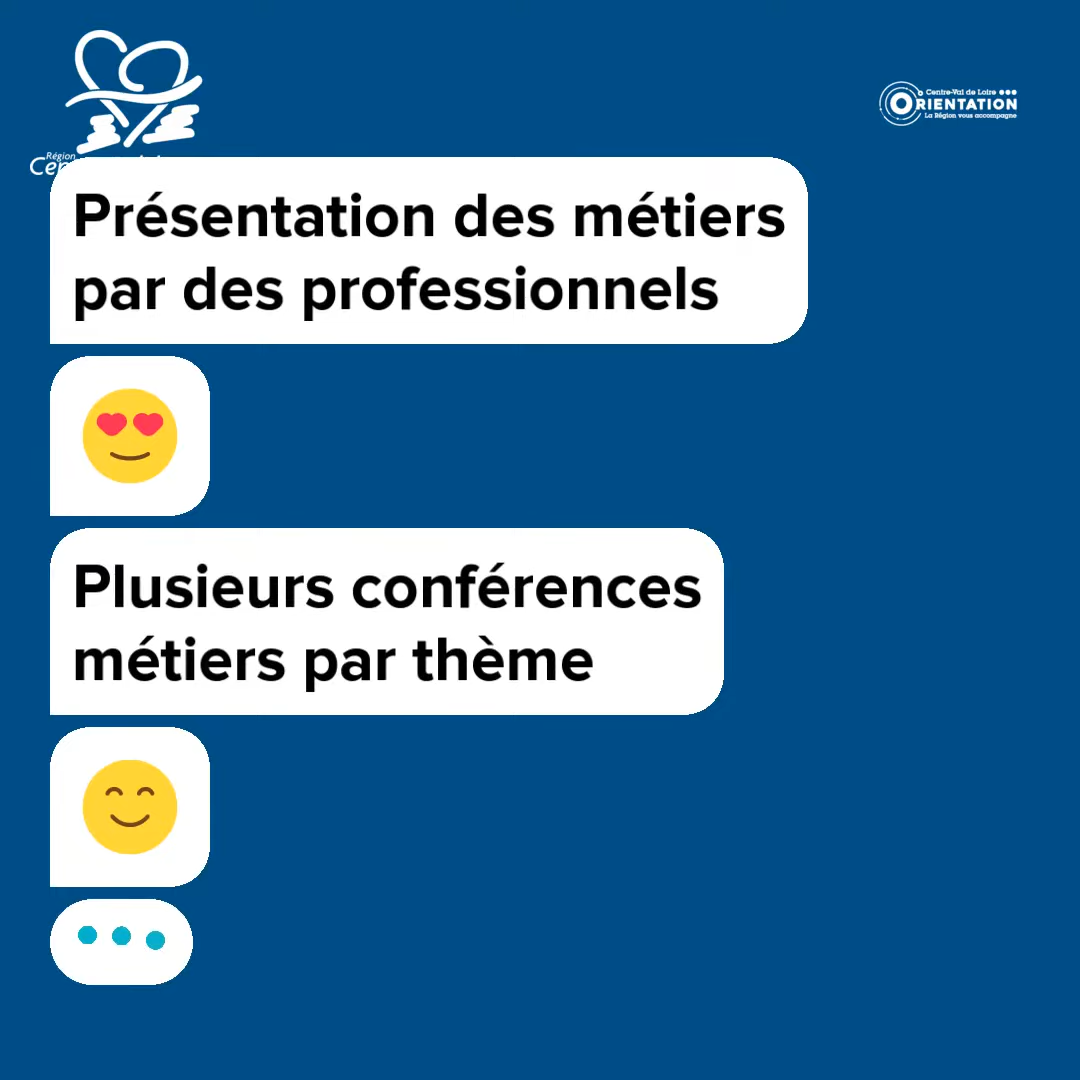 Région
Centre-Val de Loire
ORIENTATION
La Région vous accompagne
Présentation des métiers
par des professionnels
Plusieurs conférences
métiers par thème